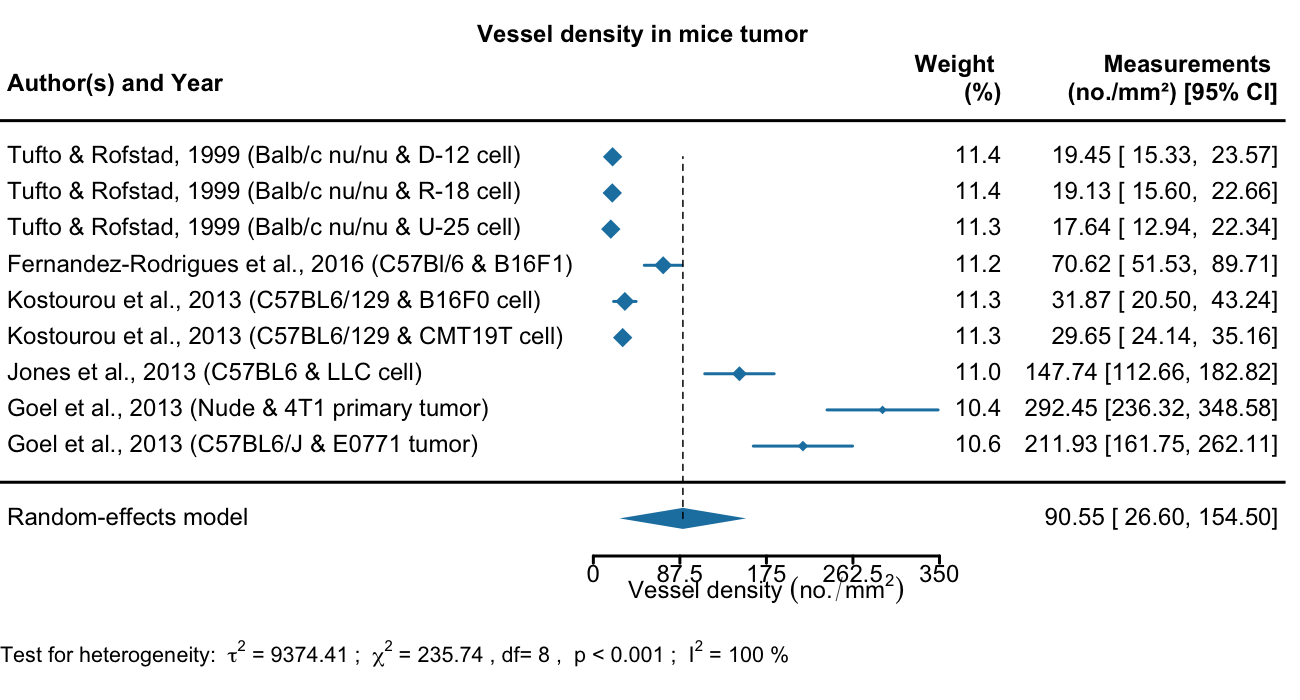 Vessel density in mice tumor
Author(s) and Year Weight (%) Measurements (no./mm²) [95% CI]
Tufto & Rofstad, 1999 (Balb/c nu/nu & D-12 cell) 11.4 19.45 [ 15.33, 23.57]
Tufto & Rofstad, 1999 (Balb/c nu/nu & R-18 cell) 11.4 19.13 [ 15.60, 22.66]
Tufto & Rofstad, 1999 (Balb/c nu/nu & U-25 cell) 11.3 17.64 [ 12.94, 22.34]
Fernandez-Rodrigues et al., 2016 (C57Bl/6 & B16F1) 11.2 70.62 [ 51.53, 89.71]
Kostourou et al., 2013 (C57BL6/129 & B16F0 cell) 11.3 31.87 [ 20.50, 43.24]
Kostourou et al., 2013 (C57BL6/129 & CMT19T cell) 11.3 29.65 [ 24.14, 35.16]
Jones et al., 2013 (C57BL6 & LLC cell) 11.0 147.74 [112.66, 182.82]
Goel et al., 2013 (Nude & 4T1 primary tumor) 10.4 292.45 [236.32, 348.58]
Goel et al., 2013 (C57BL6/J & E0771 tumor) 10.6 211.93 [161.75, 262.11]
Random-effects model 90.55 [ 26.60, 154.50]
0 87.5 175 262.5 350
Vessel density (no./mm²)
Test for heterogeneity: τ² = 9374.41 ; χ² = 235.74 , df= 8 , p < 0.001 ; I² = 100 %